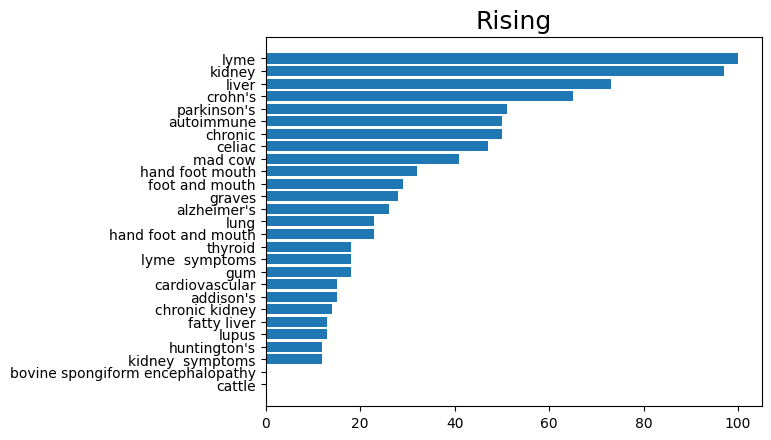 Rising
lyme
kidney
liver
crohn's
parkinson's
autoimmune
chronic
celiac
mad cow
hand foot mouth
foot and mouth
graves
alzheimer's
lung
hand foot and mouth
thyroid
lyme  symptoms
gum
cardiovascular
addison's
chronic kidney
fatty liver
lupus
huntington's
kidney  symptoms
bovine spongiform encephalopathy
cattle
0 20 40 60 80 100